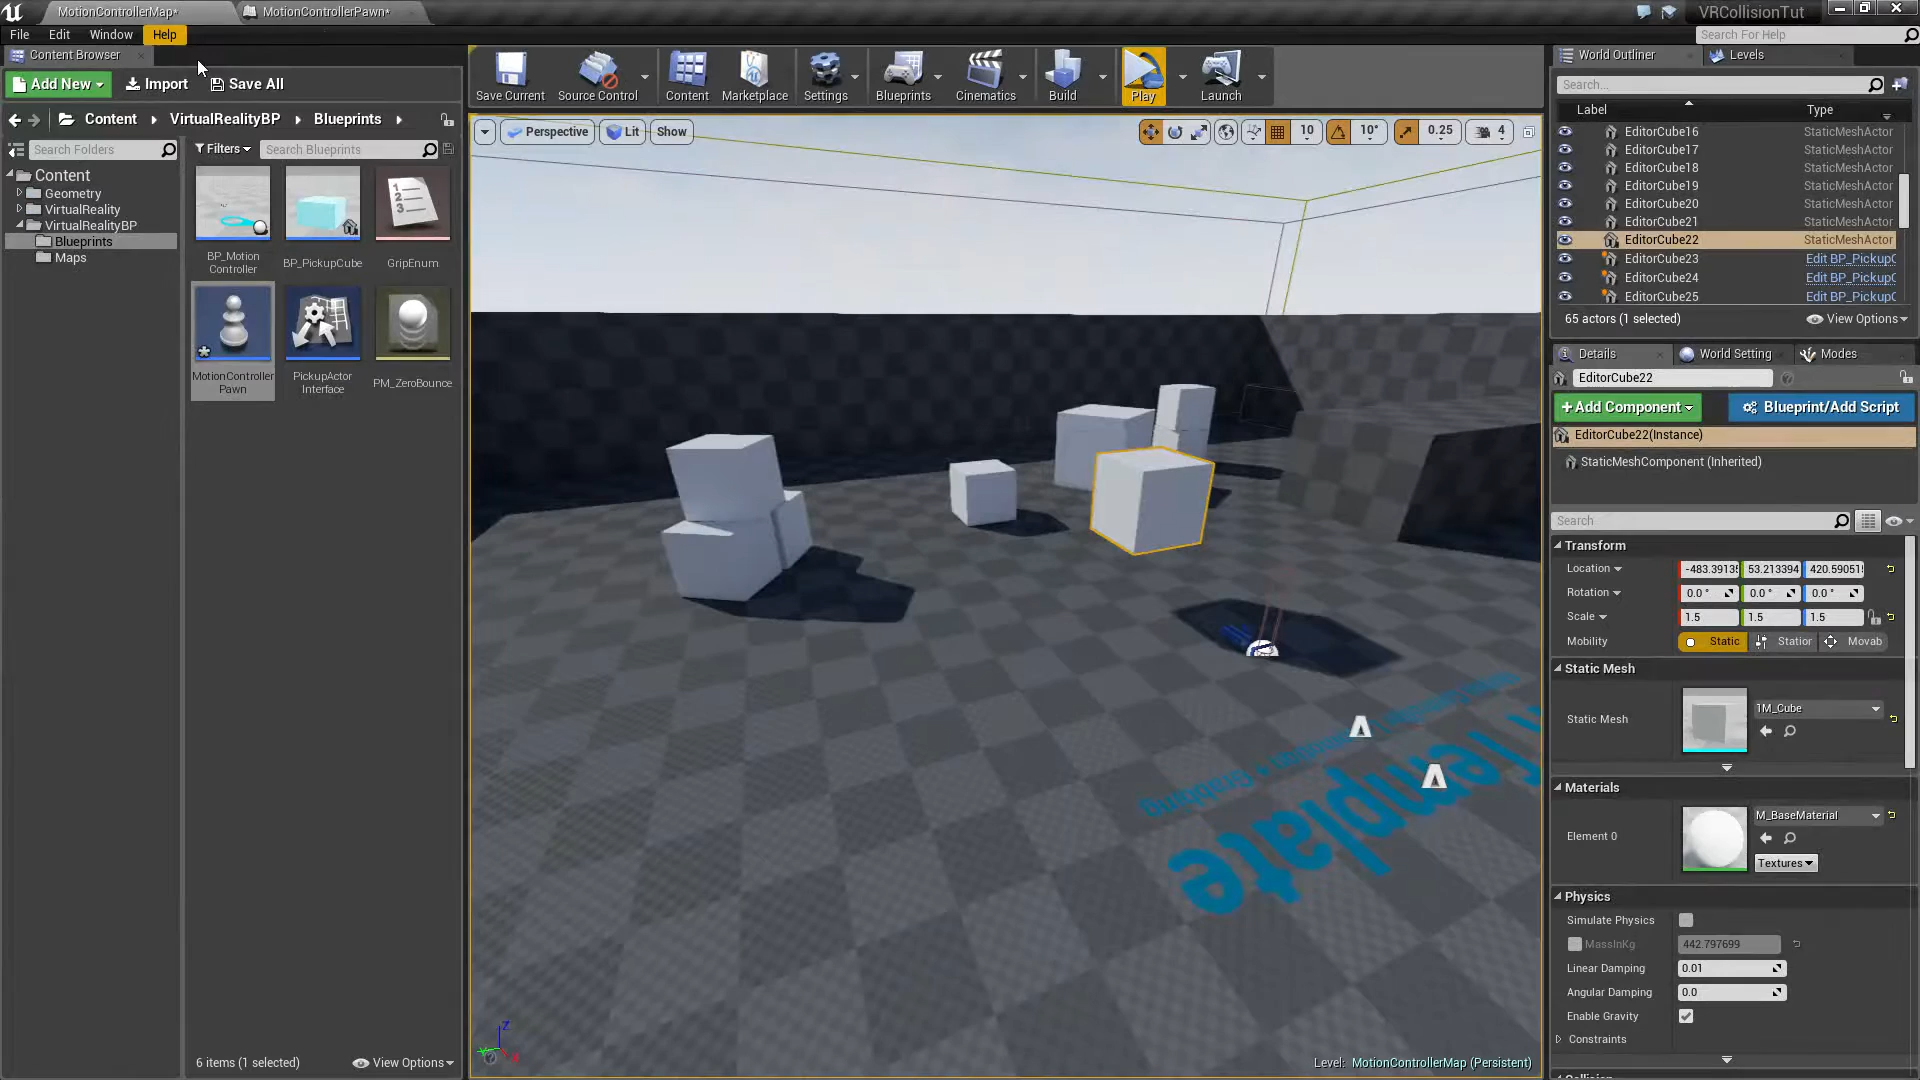 MotionControllerMap*
MotionControllerPawn*
VRCollisionTut
File Edit Window Help
Search For Help
Content Browser
Add New Import Save All
Content VirtualRealityBP Blueprints
Search Folders
Filters Search Blueprints
Content
Geometry
VirtualReality
VirtualRealityBP
Blueprints
Maps
BP_Motion
Controller
BP_PickupCube
GripEnum
MotionController
Pawn
PickupActor
Interface
PM_ZeroBounce
6 items (1 selected) View Options
Save Current Source Control Content Marketplace Settings Blueprints Cinematics Build Play Launch
Perspective Lit Show
10 10° 0.25 4
Template
Level: MotionControllerMap (Persistent)
World Outliner Levels
Search...
Label Type
EditorCube16 StaticMeshActor
EditorCube17 StaticMeshActor
EditorCube18 StaticMeshActor
EditorCube19 StaticMeshActor
EditorCube20 StaticMeshActor
EditorCube21 StaticMeshActor
EditorCube22 StaticMeshActor
EditorCube23 Edit BP_PickupC
EditorCube24 Edit BP_PickupC
EditorCube25 Edit BP_PickupC
65 actors (1 selected) View Options
Details World Setting Modes
EditorCube22
+Add Component Blueprint/Add Script
EditorCube22(Instance)
StaticMeshComponent (Inherited)
Search
Transform
Location -483.3913 53.213394 420.59051
Rotation 0.0 ° 0.0 ° 0.0 °
Scale 1.5 1.5 1.5
Mobility Static Station Movab
Static Mesh
Static Mesh 1M_Cube
Materials
Element 0 M_BaseMaterial
Textures
Physics
Simulate Physics
MassInKg 442.797699
Linear Damping 0.01
Angular Damping 0.0
Enable Gravity
Constraints